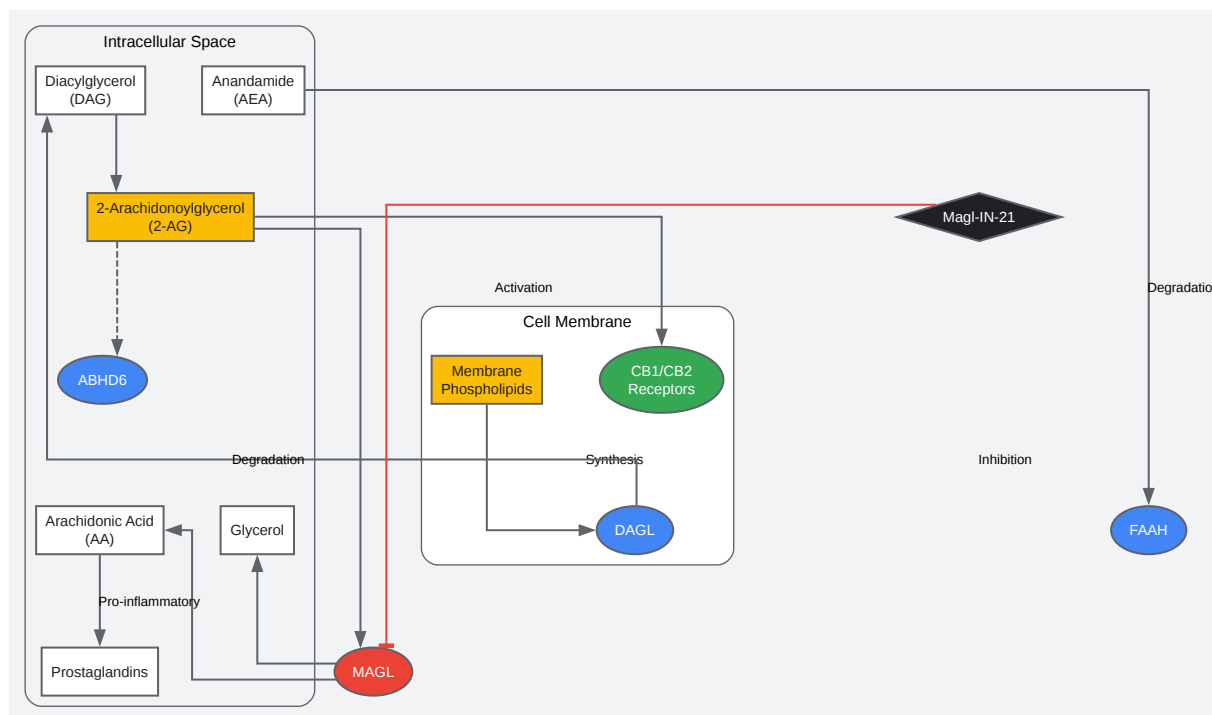 Intracellular Space
Diacylglycerol
(DAG)
Anandamide
(AEA)
2-Arachidonoylglycerol
(2-AG)
Magl-IN-21
Activation
Degradatio
Cell Membrane
Membrane
Phospholipids
CB1/CB2
Receptors
ABHD6
Degradation
Synthesis
Inhibition
Arachidonic Acid
(AA)
Glycerol
DAGL
FAAH
Pro-inflammatory
Prostaglandins
MAGL